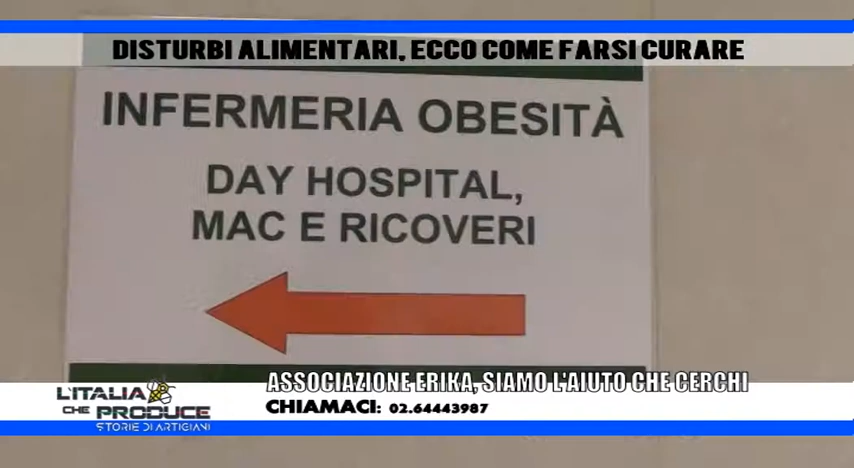 DISTURBI ALIMENTARI, ECCO COME FARSI CURARE
INFERMERIA OBESITÀ
DAY HOSPITAL,
MAC E RICOVERI
ASSOCIAZIONE ERIKA, SIAMO L'AIUTO CHE CERCHI
CHIAMACI: 02.64443987
L'ITALIA
CHE PRODUCE
STORIE DI ARTIGIANI